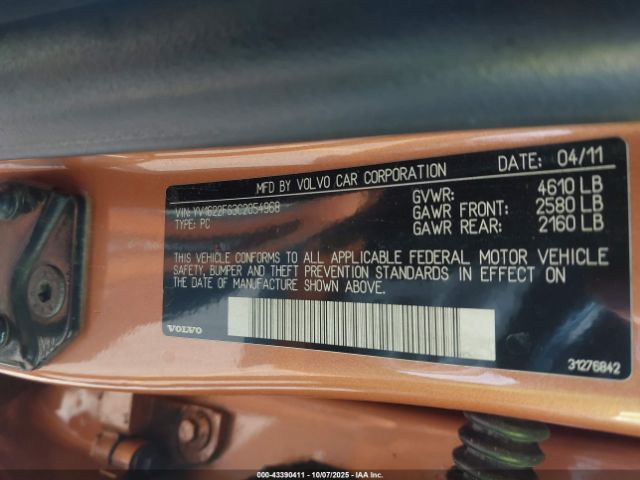 MFD BY VOLVO CAR CORPORATION DATE: 04/11
VIN: YV1622FS3C2054968
TYPE: PC
GVWR: 4610 LB
GAWR FRONT: 2580 LB
GAWR REAR: 2160 LB
THIS VEHICLE CONFORMS TO ALL APPLICABLE FEDERAL MOTOR VEHICLE
SAFETY, BUMPER AND THEFT PREVENTION STANDARDS IN EFFECT ON
THE DATE OF MANUFACTURE SHOWN ABOVE.
VOLVO
31276842
000-43390411 - 10/07/2025 - IAA Inc.